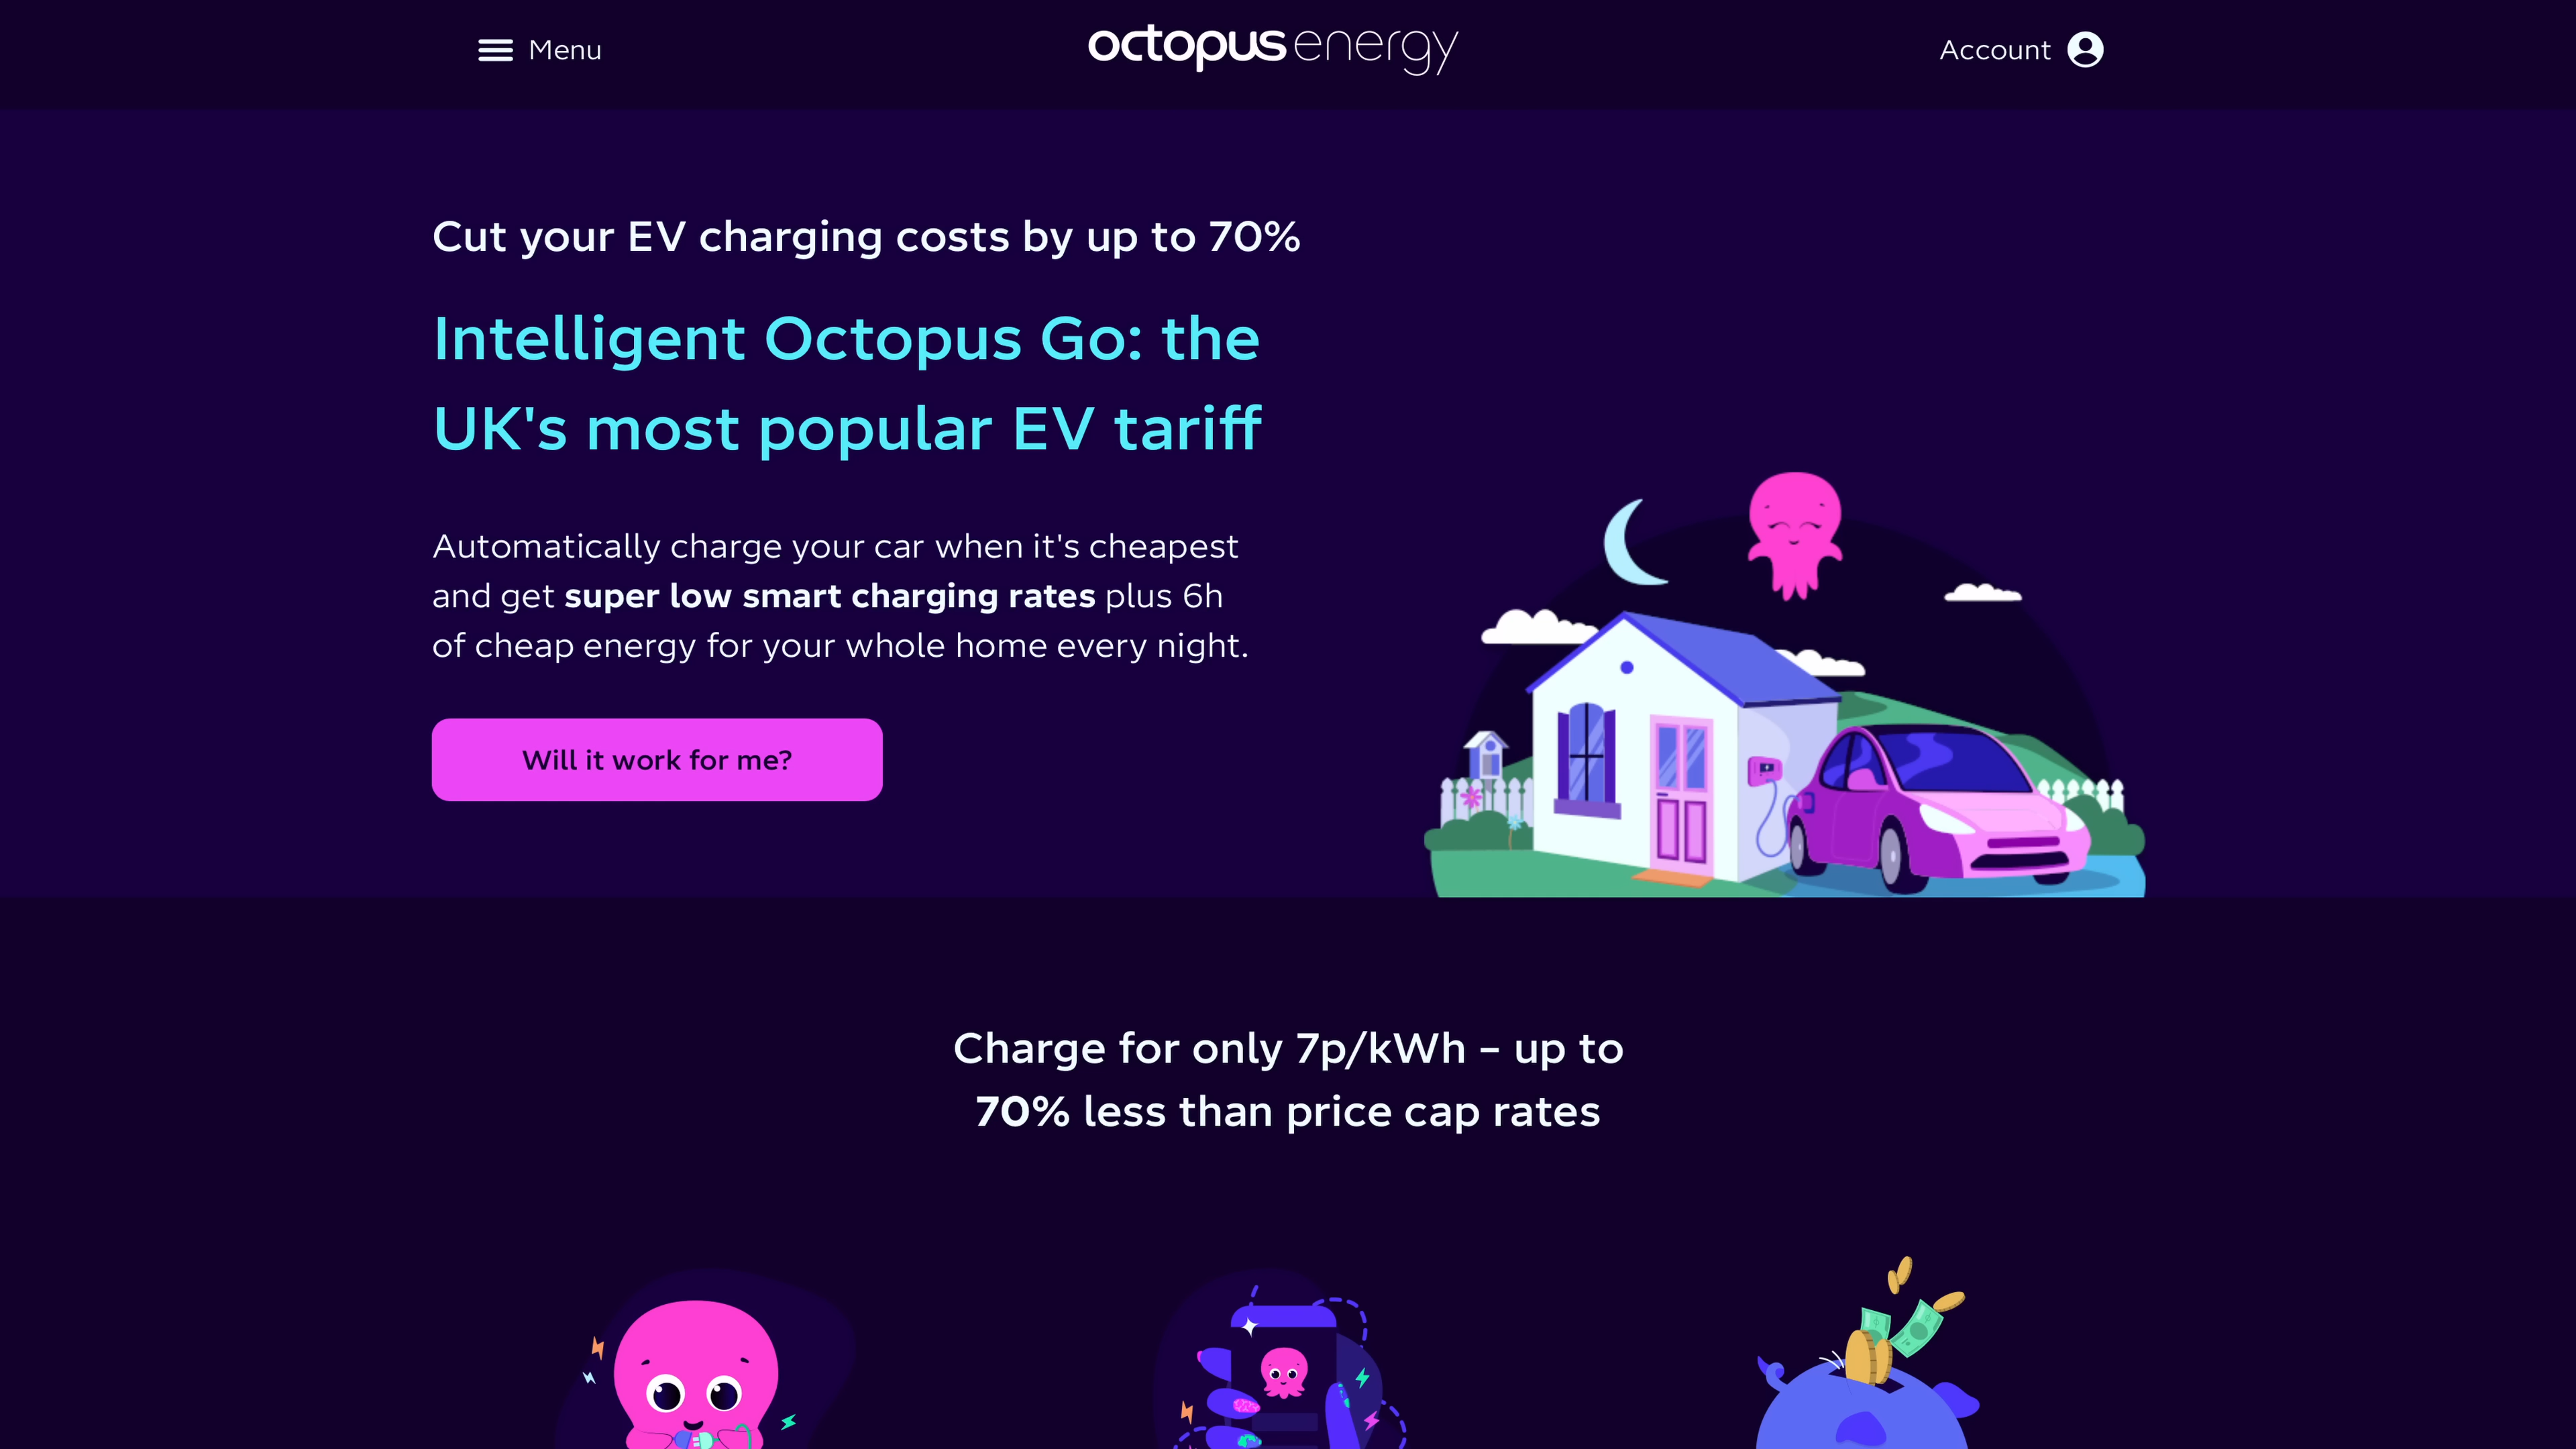 Menu
octopus energy
Account
Cut your EV charging costs by up to 70%
Intelligent Octopus Go: the
UK's most popular EV tariff
Automatically charge your car when it's cheapest
and get super low smart charging rates plus 6h
of cheap energy for your whole home every night.
Will it work for me?
Charge for only 7p/kWh – up to
70% less than price cap rates